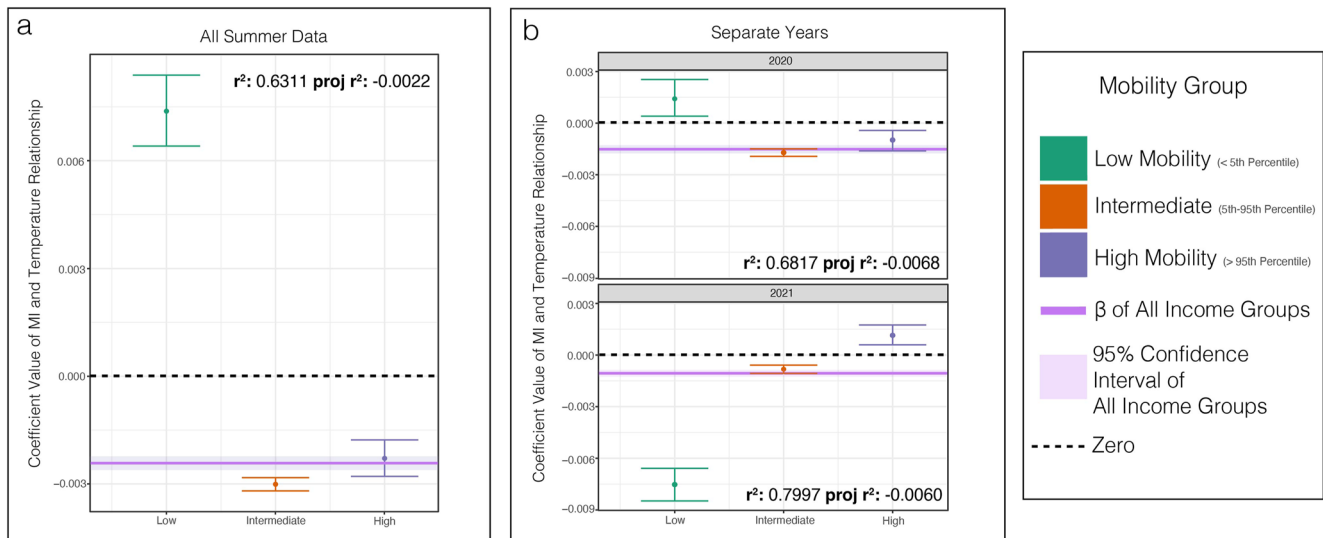 a
All Summer Data
Coefficient Value of MI and Temperature Relationship
r²: 0.6311 proj r²: -0.0022
0.006
0.003
0.000
−0.003
Low Intermediate High
b
Separate Years
Coefficient Value of MI and Temperature Relationship
2020
0.003
0.000
−0.003
−0.006
−0.009
r²: 0.6817 proj r²: -0.0068
2021
0.003
0.000
−0.003
−0.006
−0.009
r²: 0.7997 proj r²: -0.0060
Low Intermediate High
Mobility Group
Low Mobility (< 5th Percentile)
Intermediate (5th-95th Percentile)
High Mobility (> 95th Percentile)
β of All Income Groups
95% Confidence
Interval of
All Income Groups
Zero